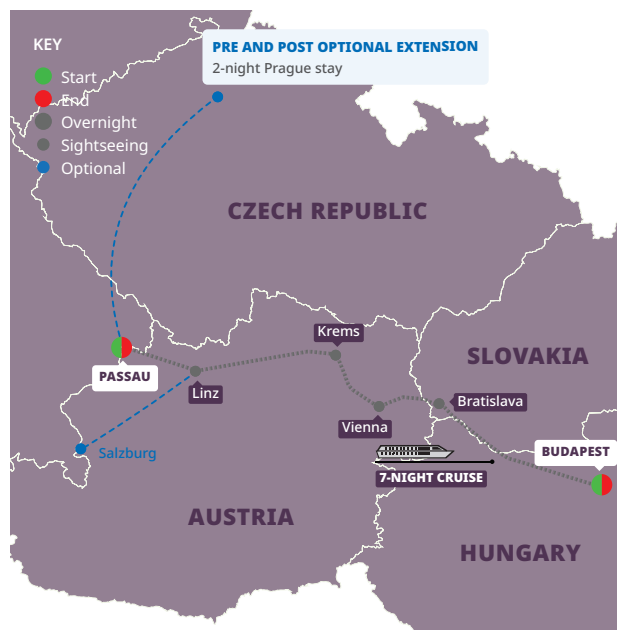 KEY
Start
End
Overnight
Sightseeing
Optional
PRE AND POST OPTIONAL EXTENSION
2-night Prague stay
CZECH REPUBLIC
Krems
SLOVAKIA
PASSAU
Linz
Bratislava
Vienna
Salzburg
BUDAPEST
7-NIGHT CRUISE
AUSTRIA
HUNGARY